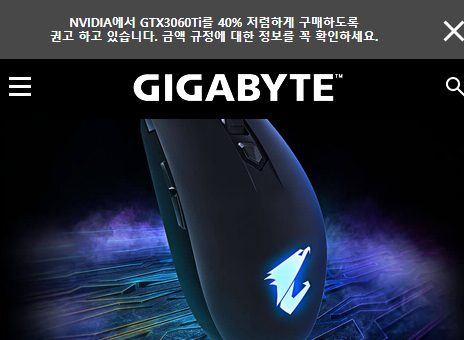 NVIDIA에서 GTX3060Ti를 40% 저렴하게 구매하도록
권고 하고 있습니다. 금액 규정에 대한 정보를 꼭 확인하세요.
GIGABYTE™